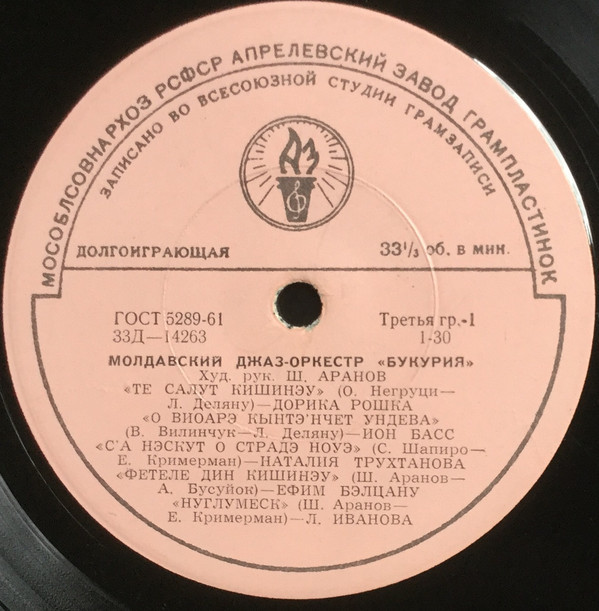 МОСОБЛСОВНАРХОЗ РСФСР АПРЕЛЕВСКИЙ ЗАВОД ГРАМПЛАСТИНОК
ЗАПИСАНО ВО ВСЕСОЮЗНОЙ СТУДИИ ГРАМЗАПИСИ
АЗ
ДОЛГОИГРАЮЩАЯ 33⅓ об. в мин.
ГОСТ 5289-61 Третья гр.-1
33Д—14263 1-30
МОЛДАВСКИЙ ДЖАЗ-ОРКЕСТР «БУКУРИЯ»
Худ. рук. Ш. АРАНОВ
«ТЕ САЛУТ КИШИНЭУ» (О. Негруци—
Л. Деляну)—ДОРИКА РОШКА
«О ВИОАРЭ КЫНТЭ'НЧЕТ УНДЕВА»
(В. Вилинчук—Л. Деляну)—ИОН БАСС
«С'А НЭСКУТ О СТРАДЭ НОУЭ» (С. Шапиро—
Е. Кримерман)—НАТАЛИЯ ТРУХТАНОВА
«ФЕТЕЛЕ ДИН КИШИНЭУ» (Ш. Аранов—
А. Бусуйок)—ЕФИМ БЭЛЦАНУ
«НУГЛУМЕСК» (Ш. Аранов—
Е. Кримерман)—Л. ИВАНОВА